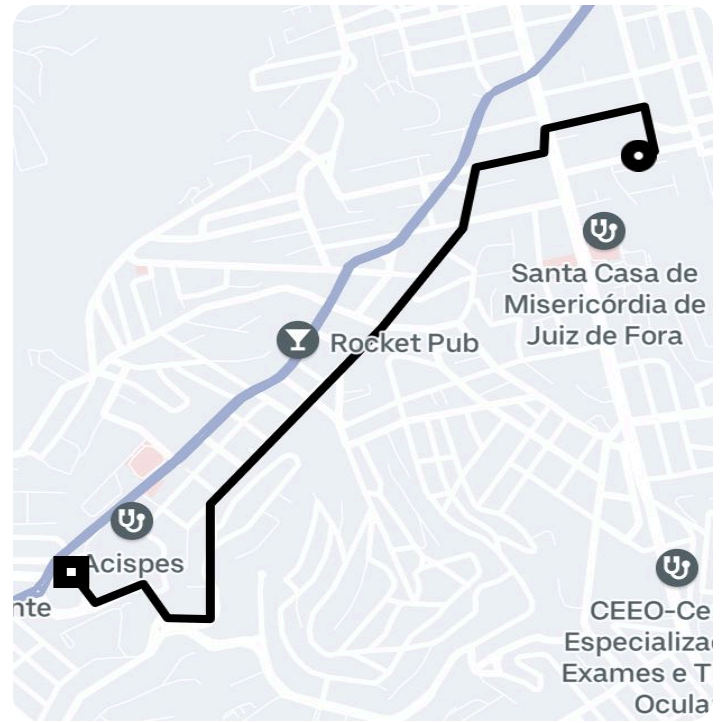 Santa Casa de
Misericórdia de
Juiz de Fora
Rocket Pub
Acispes
nte
CEEO-Ce
Especializa
Exames e T
Ocula